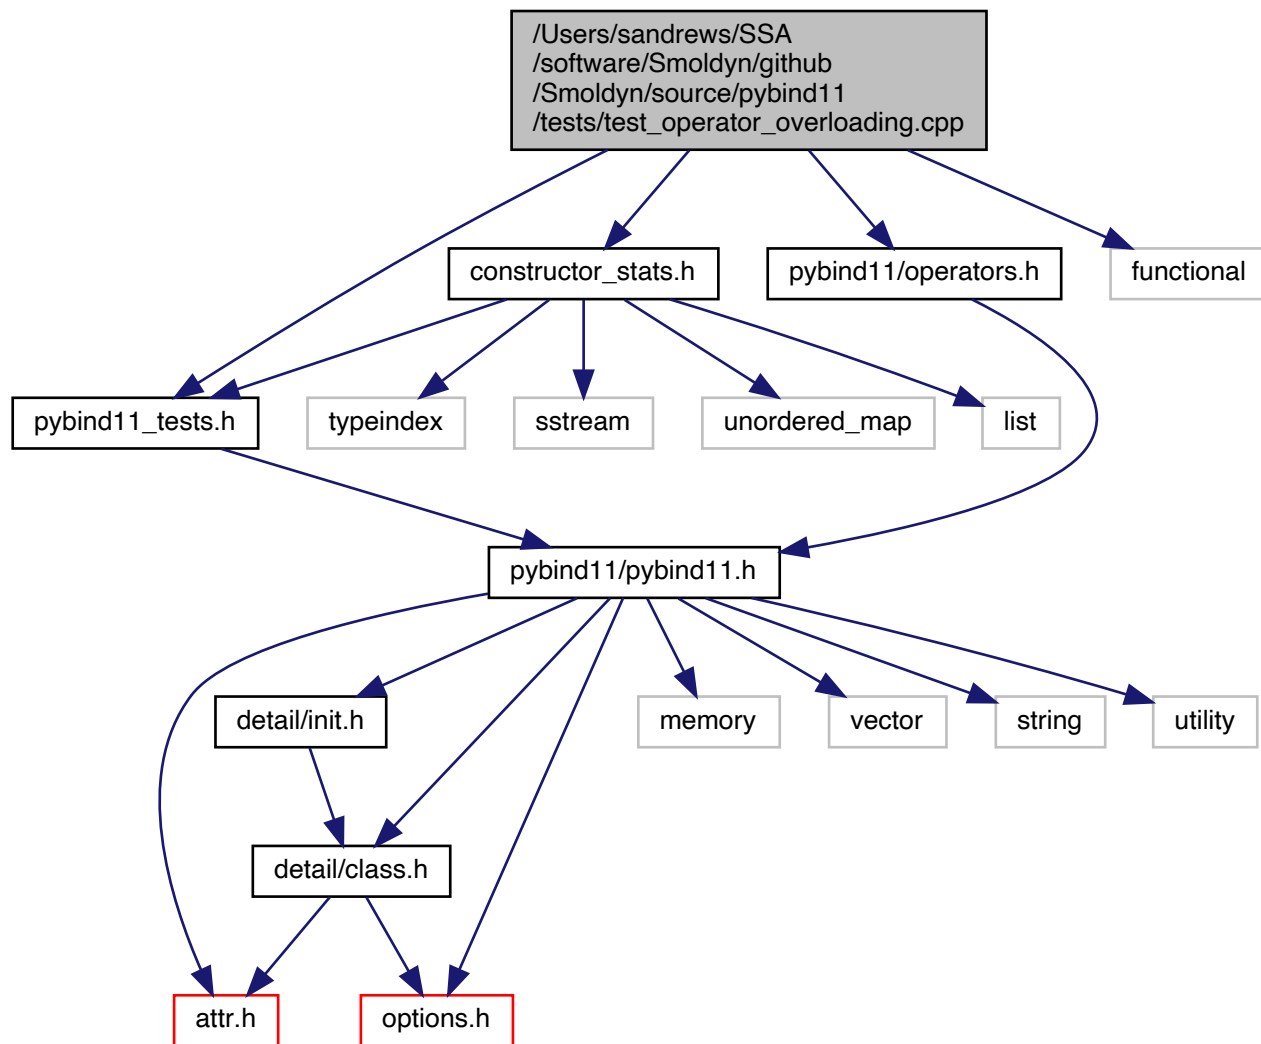 /Users/sandrews/SSA
/software/Smoldyn/github
/Smoldyn/source/pybind11
/tests/test_operator_overloading.cpp
constructor_stats.h
pybind11/operators.h
functional
pybind11_tests.h
typeindex
sstream
unordered_map
list
pybind11/pybind11.h
detail/init.h
memory
vector
string
utility
detail/class.h
attr.h
options.h